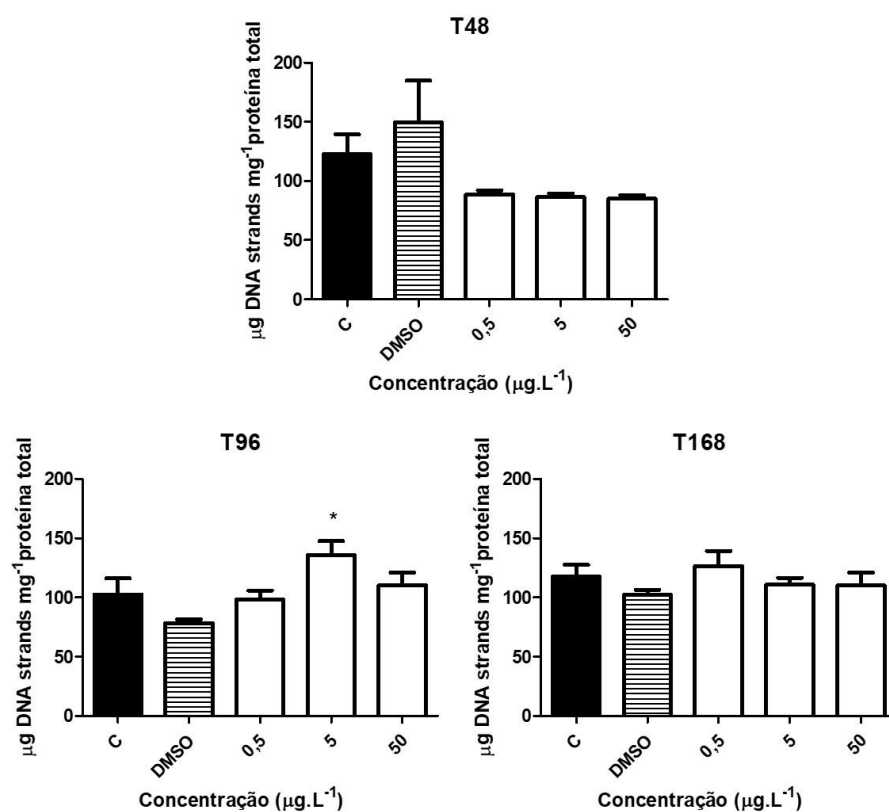 T48
μg DNA strands mg⁻¹proteína total
200
150
100
50
0
C
DMSO
0,5
5
50
Concentração (μg.L⁻¹)
T96
μg DNA strands mg⁻¹proteína total
200
150
100
50
0
*
C
DMSO
0,5
5
50
Concentração (μg.L⁻¹)
T168
μg DNA strands mg⁻¹proteína total
200
150
100
50
0
C
DMSO
0,5
5
50
Concentração (μg.L⁻¹)